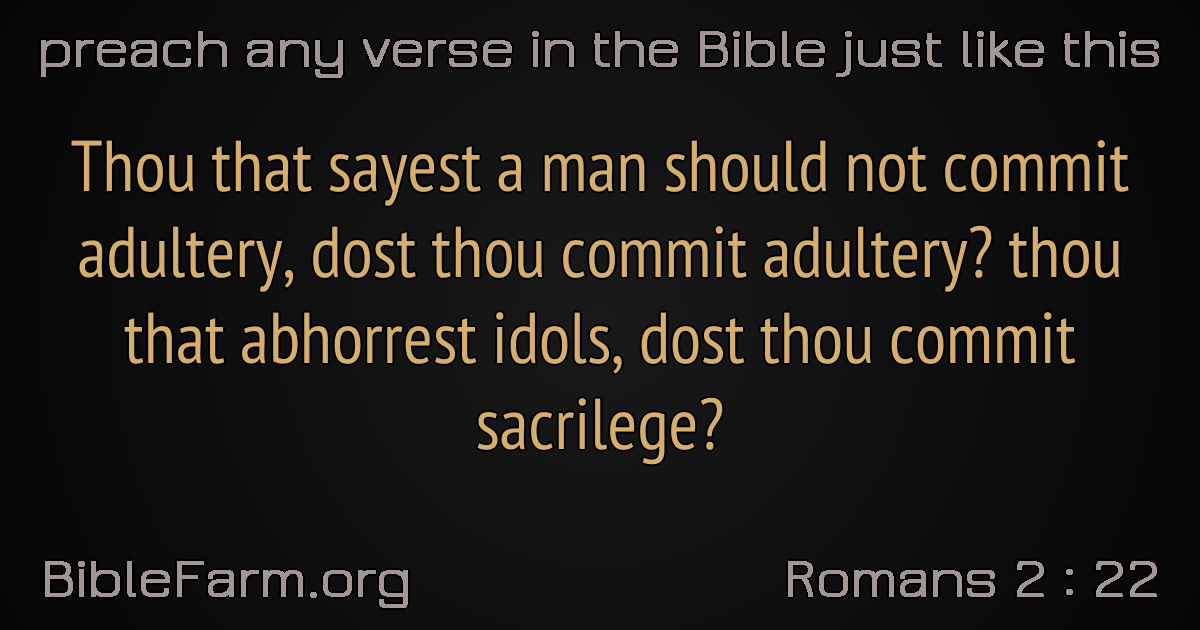 preach any verse in the Bible just like this
Thou that sayest a man should not commit
adultery, dost thou commit adultery? thou
that abhorrest idols, dost thou commit
sacrilege?
BibleFarm.org
Romans 2 : 22